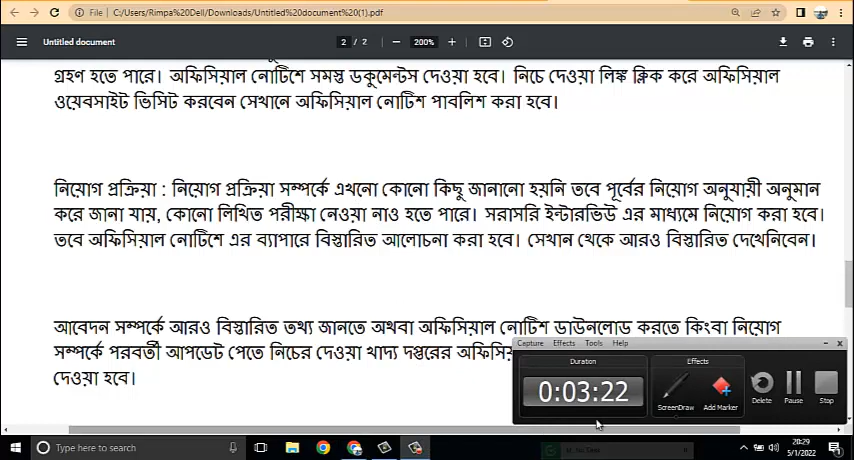 File | C:/Users/Rimpa%20Dell/Downloads/Untitled%20document%20(1).pdf
Untitled document 2 / 2 — 200% +
গ্রহণ হতে পারে। অফিসিয়াল নোটিশে সমস্ত ডকুমেন্টস দেওয়া হবে। নিচে দেওয়া লিঙ্ক ক্লিক করে অফিসিয়াল
ওয়েবসাইট ভিসিট করবেন সেখানে অফিসিয়াল নোটিশ পাবলিশ করা হবে।
নিয়োগ প্রক্রিয়া : নিয়োগ প্রক্রিয়া সম্পর্কে এখনো কোনো কিছু জানানো হয়নি তবে পূর্বের নিয়োগ অনুযায়ী অনুমান
করে জানা যায়, কোনো লিখিত পরীক্ষা নেওয়া নাও হতে পারে। সরাসরি ইন্টারভিউ এর মাধ্যমে নিয়োগ করা হবে।
তবে অফিসিয়াল নোটিশে এর ব্যাপারে বিস্তারিত আলোচনা করা হবে। সেখান থেকে আরও বিস্তারিত দেখেনিবেন।
আবেদন সম্পর্কে আরও বিস্তারিত তথ্য জানতে অথবা অফিসিয়াল নোটিশ ডাউনলোড করতে কিংবা নিয়োগ
সম্পর্কে পরবর্তী আপডেট পেতে নিচের দেওয়া খাদ্য দপ্তরের
দেওয়া হবে।
Capture Effects Tools Help
Duration
Effects
0:03:22
ScreenDraw Add Marker Delete Pause Stop
Type here to search
20:29
5/1/2022